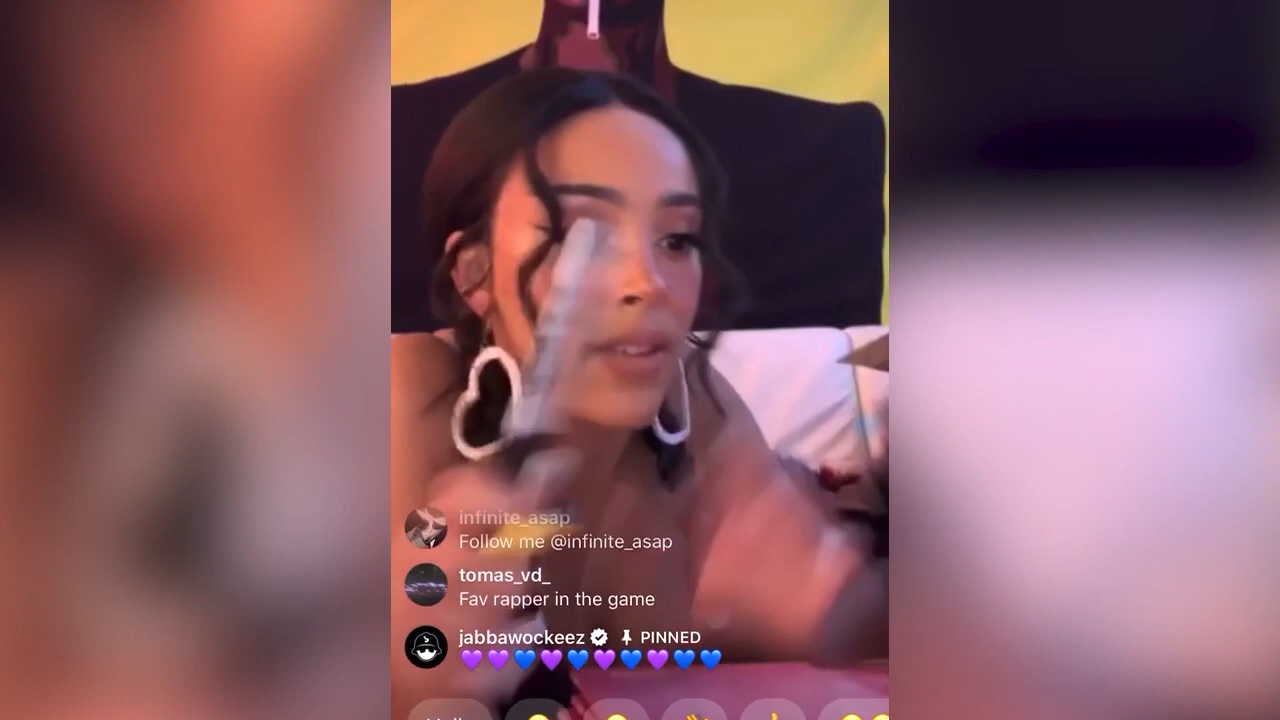 infinite_asap
Follow me @infinite_asap
tomas_vd_
Fav rapper in the game
jabbawockeez PINNED
💜💜💙💜💙💜💙💜💙💙